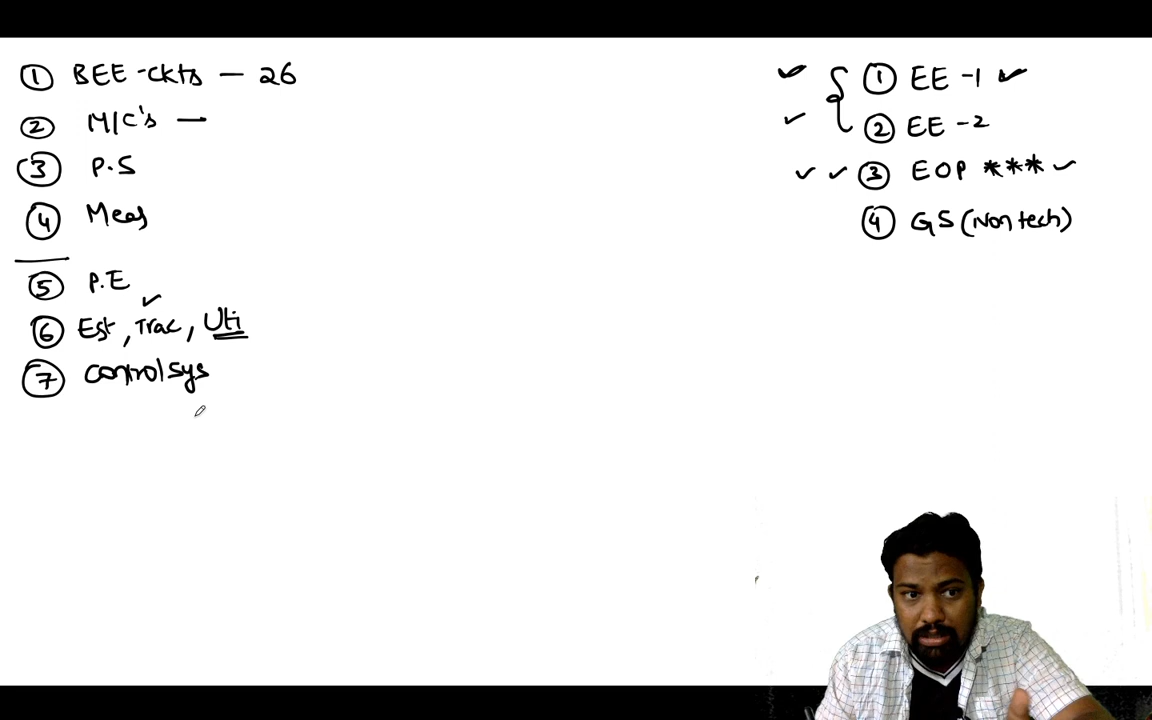 ① BEE -ckts — 26
② M/C's —
③ P.S
④ Meas
⑤ P.E
⑥ Est, Trac, Uti
⑦ control sys
① EE -1 ✓
② EE -2
③ EOP *** ✓
④ GS (Non tech)